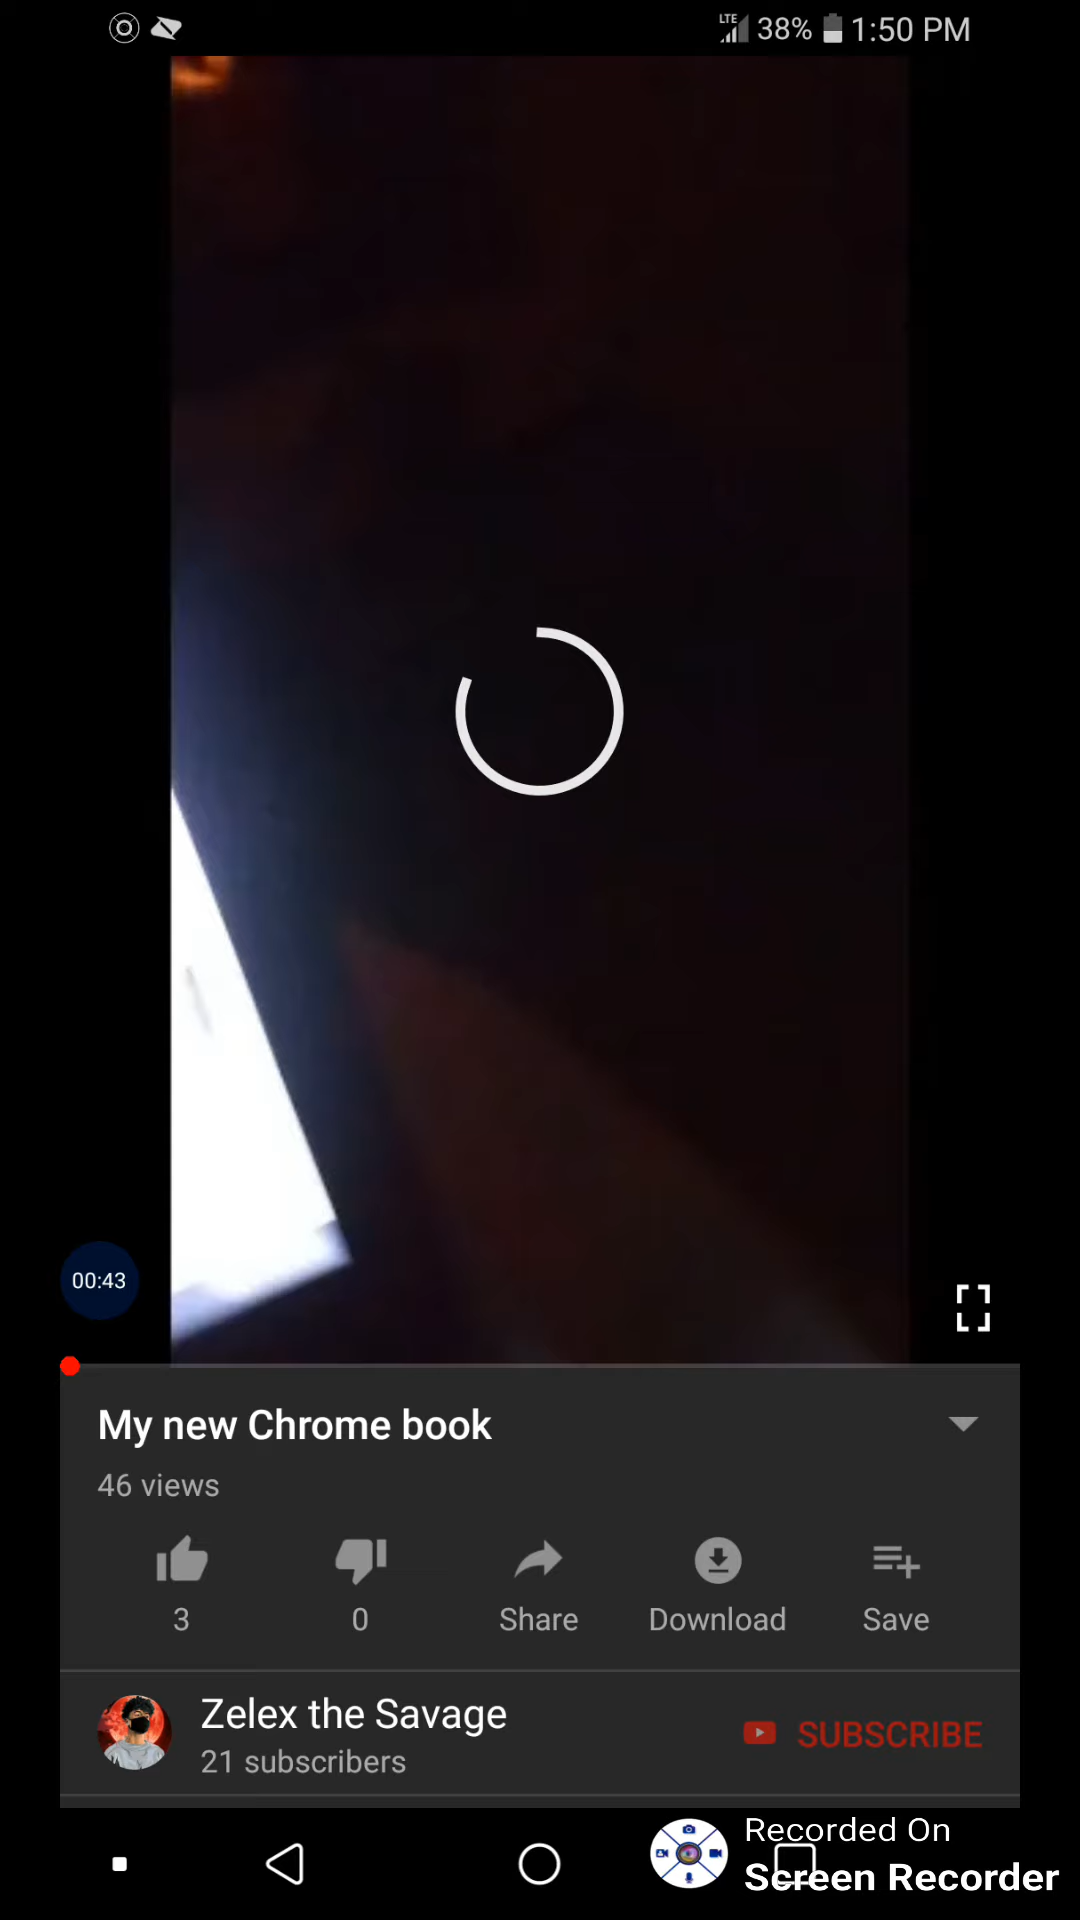 LTE 38% 1:50 PM
00:43
My new Chrome book
46 views
3 0 Share Download Save
Zelex the Savage
21 subscribers
SUBSCRIBE
Recorded On
Screen Recorder